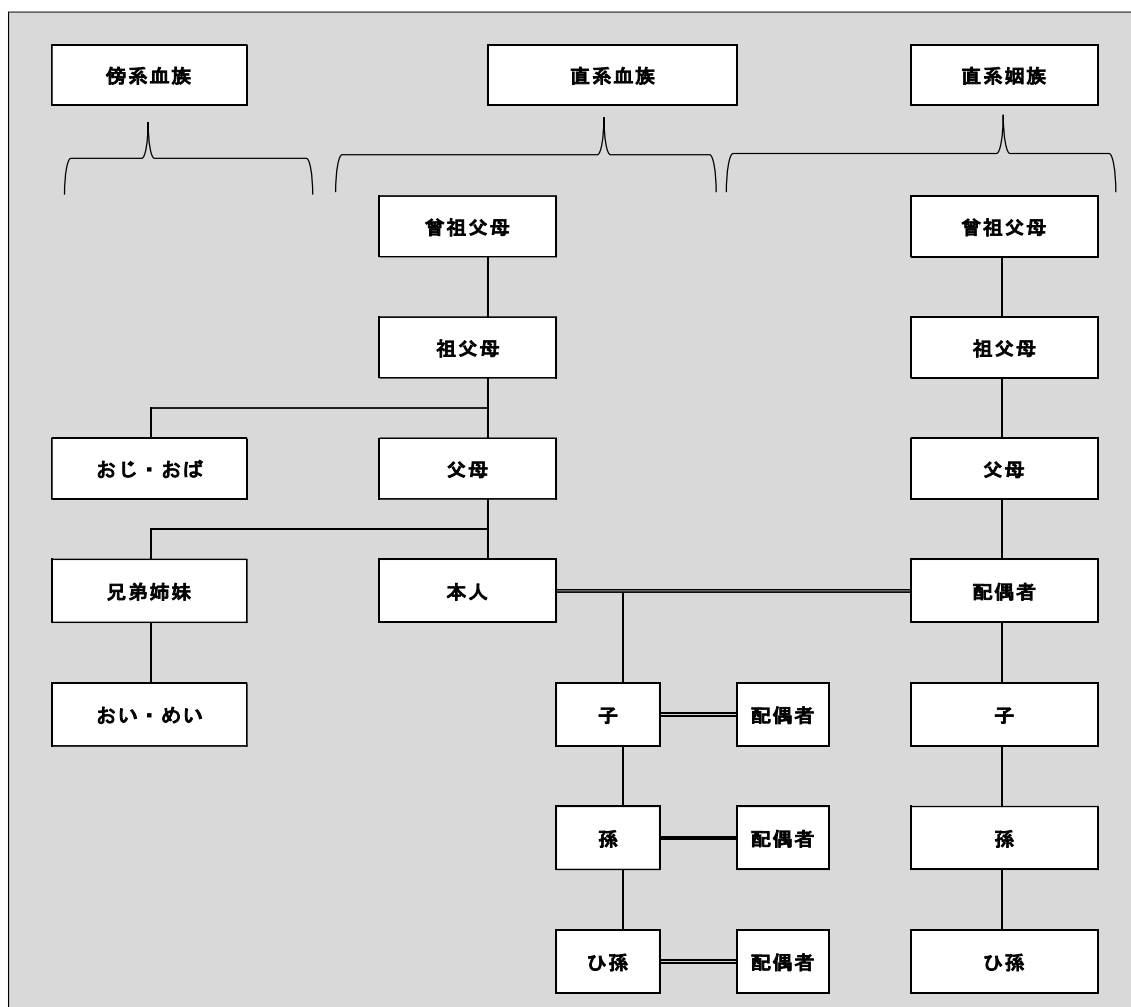 傍系血族
直系血族
直系姻族
曾祖父母
曾祖父母
祖父母
祖父母
おじ・おば
父母
父母
兄弟姉妹
本人
配偶者
おい・めい
子
配偶者
子
孫
配偶者
孫
ひ孫
配偶者
ひ孫